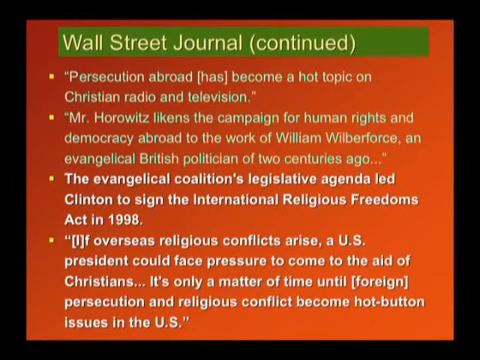 Wall Street Journal (continued)
▪ “Persecution abroad [has] become a hot topic on
Christian radio and television.”
▪ “Mr. Horowitz likens the campaign for human rights and
democracy abroad to the work of William Wilberforce, an
evangelical British politician of two centuries ago...”
▪ The evangelical coalition's legislative agenda led
Clinton to sign the International Religious Freedoms
Act in 1998.
▪ “[I]f overseas religious conflicts arise, a U.S.
president could face pressure to come to the aid of
Christians... It's only a matter of time until [foreign]
persecution and religious conflict become hot-button
issues in the U.S.”